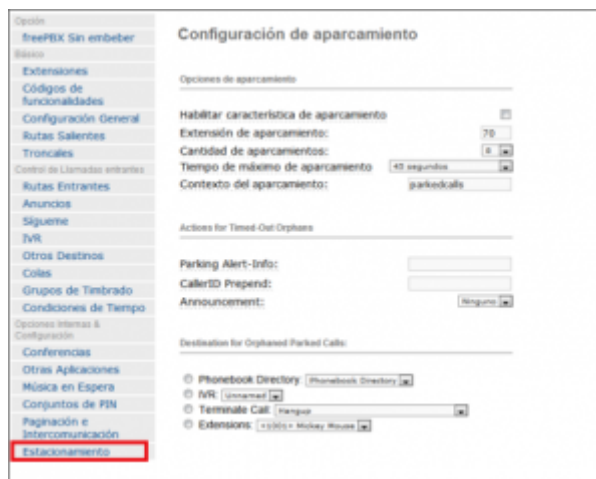 Opción
freePBX Sin embeber
Básico
Extensiones
Códigos de
funcionalidades
Configuración General
Rutas Salientes
Troncales
Control de Llamadas entrantes
Rutas Entrantes
Anuncios
Sígueme
IVR
Otros Destinos
Colas
Grupos de Timbrado
Condiciones de Tiempo
Opciones internas &
Configuración
Conferencias
Otras Aplicaciones
Música en Espera
Conjuntos de PIN
Paginación e
Intercomunicación
Estacionamiento
Configuración de aparcamiento
Opciones de aparcamiento
Habilitar característica de aparcamiento
Extensión de aparcamiento: 70
Cantidad de aparcamientos: 8
Tiempo de máximo de aparcamiento 45 segundos
Contexto del aparcamiento: parkedcalls
Actions for Timed-Out Orphans
Parking Alert-Info:
CallerID Prepend:
Announcement: Ninguno
Destination for Orphaned Parked Calls:
Phonebook Directory: Phonebook Directory
IVR: Unnamed
Terminate Call: Hangup
Extensions: <1001> Mickey Mouse